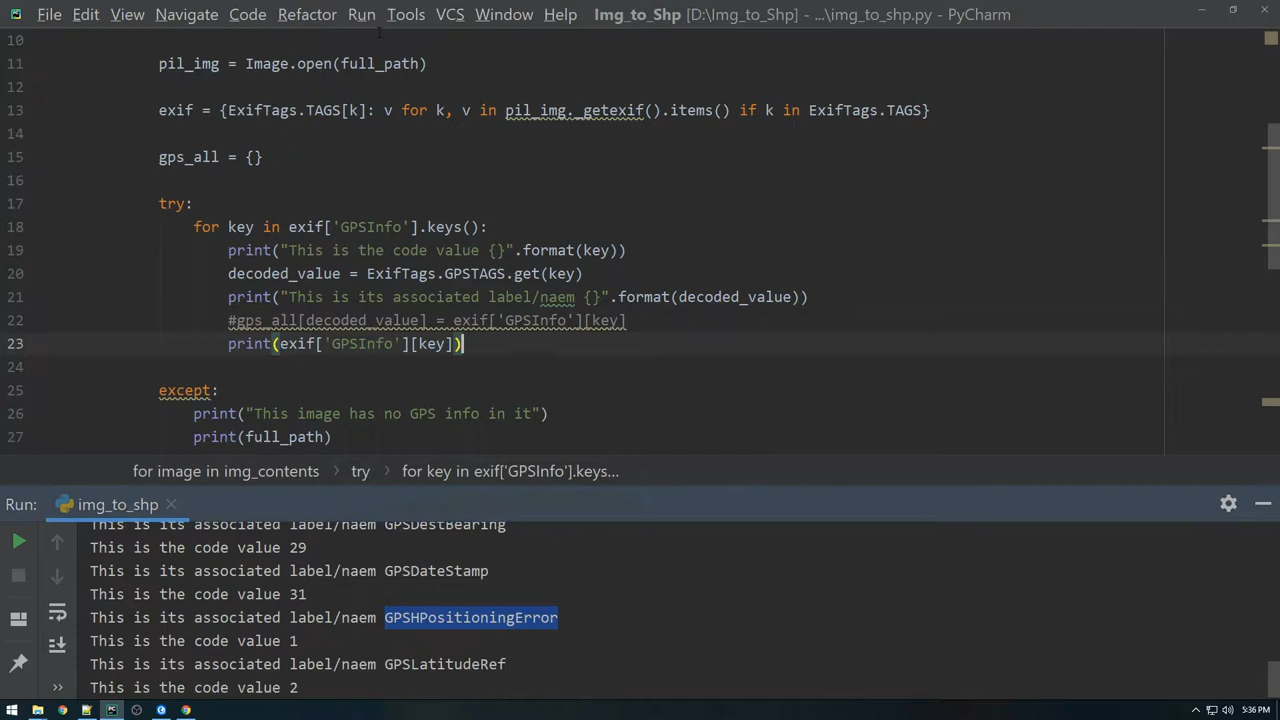 File Edit View Navigate Code Refactor Run Tools VCS Window Help Img_to_Shp [D:\Img_to_Shp] - ...\img_to_shp.py - PyCharm
10
11 pil_img = Image.open(full_path)
12
13 exif = {ExifTags.TAGS[k]: v for k, v in pil_img._getexif().items() if k in ExifTags.TAGS}
14
15 gps_all = {}
16
17 try:
18 for key in exif['GPSInfo'].keys():
19 print("This is the code value {}".format(key))
20 decoded_value = ExifTags.GPSTAGS.get(key)
21 print("This is its associated label/naem {}".format(decoded_value))
22 #gps_all[decoded_value] = exif['GPSInfo'][key]
23 print(exif['GPSInfo'][key])
24
25 except:
26 print("This image has no GPS info in it")
27 print(full_path)
for image in img_contents › try › for key in exif['GPSInfo'].keys...
Run: img_to_shp
This is its associated label/naem GPSDestBearing
This is the code value 29
This is its associated label/naem GPSDateStamp
This is the code value 31
This is its associated label/naem GPSHPositioningError
This is the code value 1
This is its associated label/naem GPSLatitudeRef
This is the code value 2
5:36 PM